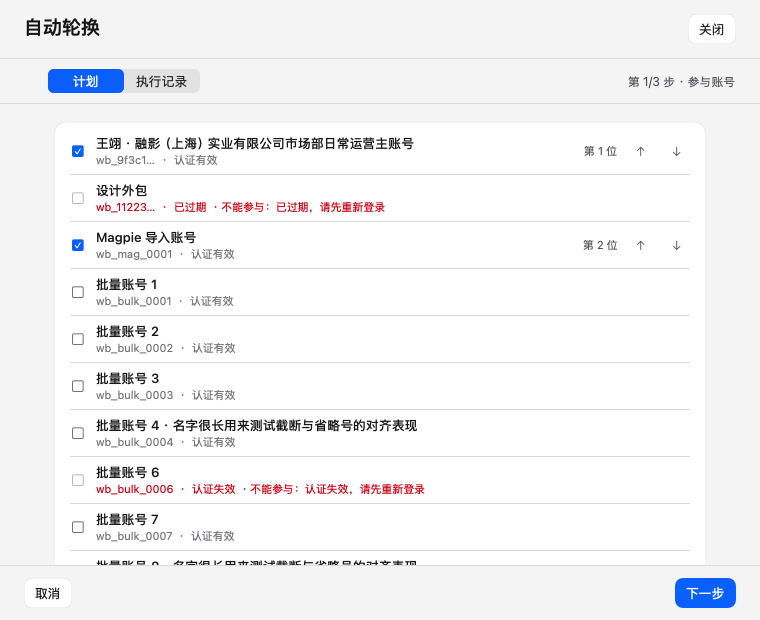 自动轮换
关闭
计划
执行记录
第 1/3 步 · 参与账号
王翊 · 融影（上海）实业有限公司市场部日常运营主账号
wb_9f3c1... · 认证有效
第 1 位 ↑ ↓
设计外包
wb_11223... · 已过期 · 不能参与：已过期，请先重新登录
Magpie 导入账号
wb_mag_0001 · 认证有效
第 2 位 ↑ ↓
批量账号 1
wb_bulk_0001 · 认证有效
批量账号 2
wb_bulk_0002 · 认证有效
批量账号 3
wb_bulk_0003 · 认证有效
批量账号 4 · 名字很长用来测试截断与省略号的对齐表现
wb_bulk_0004 · 认证有效
批量账号 6
wb_bulk_0006 · 认证失效 · 不能参与：认证失效，请先重新登录
批量账号 7
wb_bulk_0007 · 认证有效
取消
下一步